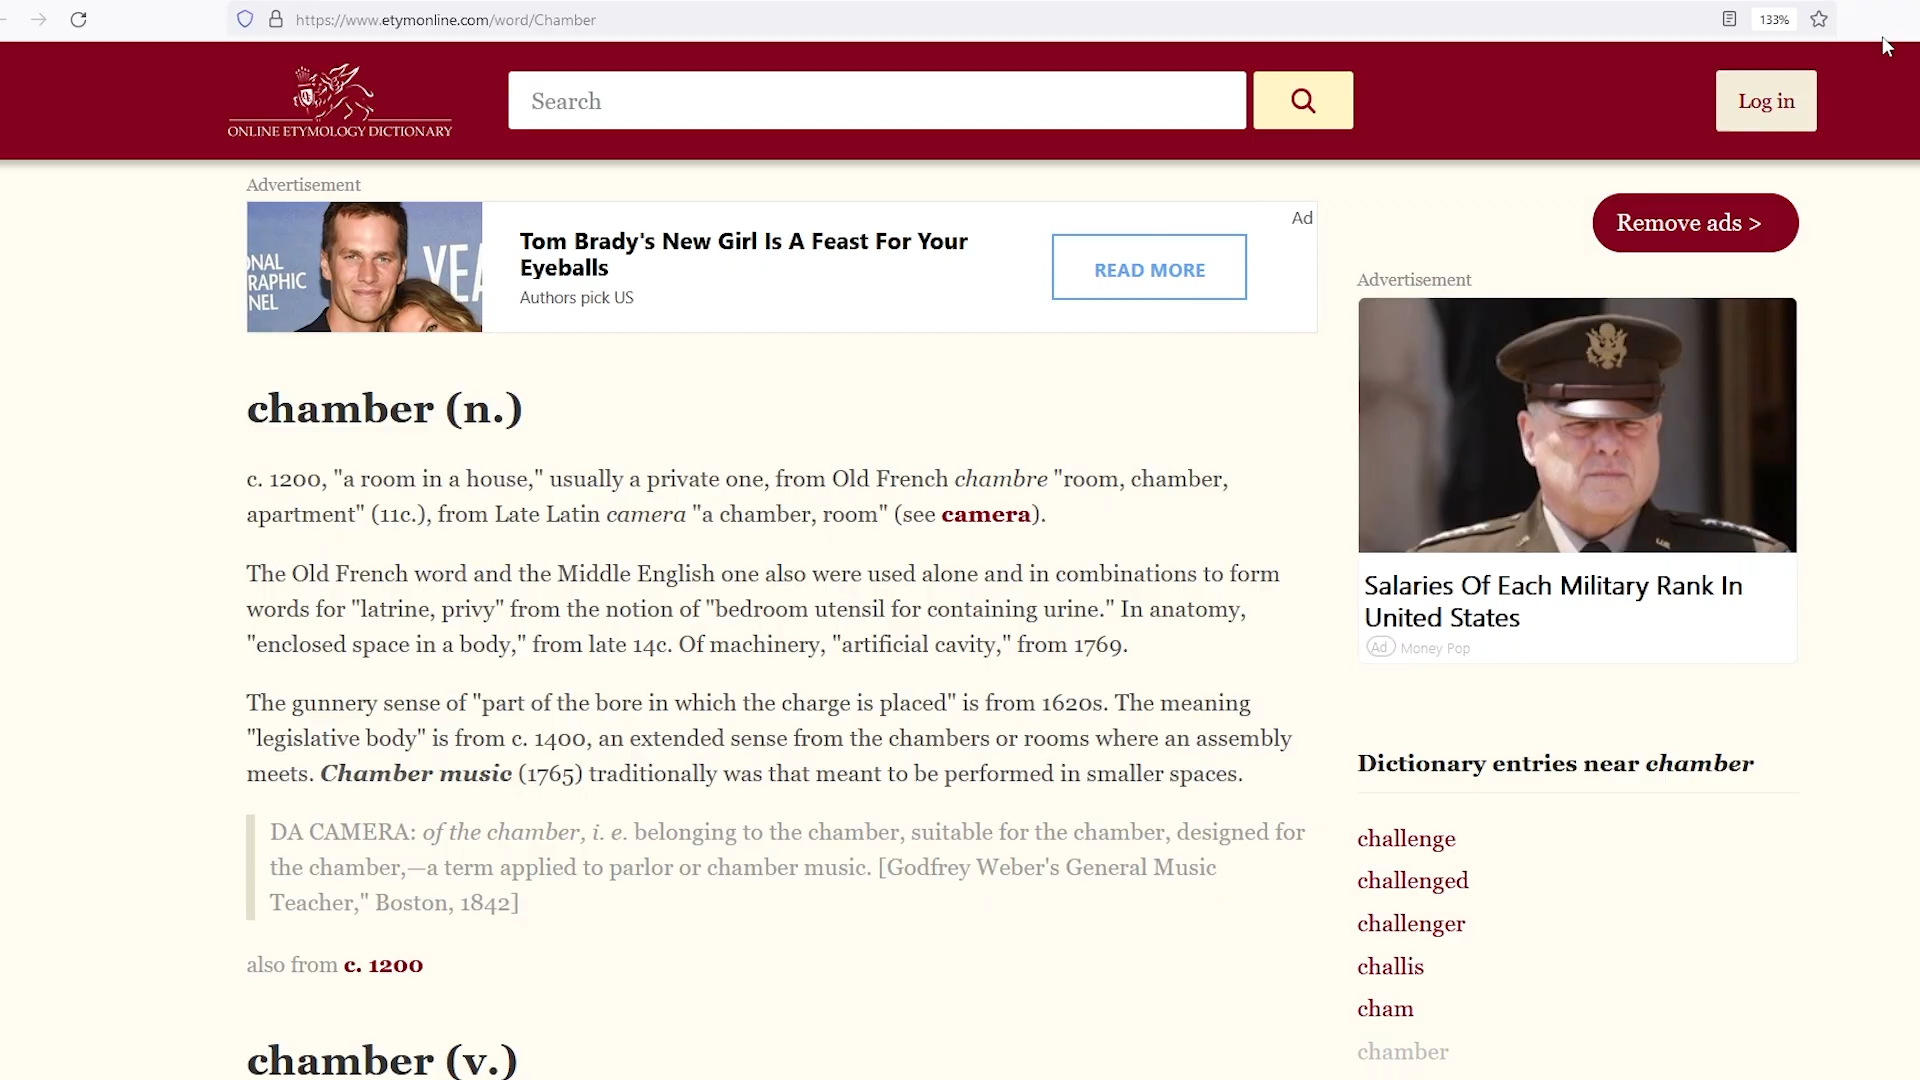 https://www.etymonline.com/word/Chamber
133%
ONLINE ETYMOLOGY DICTIONARY
Search
Log in
Advertisement
NAL
RAPHIC
NEL
YEA
Tom Brady's New Girl Is A Feast For Your
Eyeballs
Authors pick US
READ MORE
Ad
Remove ads >
Advertisement
Salaries Of Each Military Rank In
United States
Ad Money Pop
chamber (n.)
c. 1200, "a room in a house," usually a private one, from Old French chambre "room, chamber,
apartment" (11c.), from Late Latin camera "a chamber, room" (see camera).
The Old French word and the Middle English one also were used alone and in combinations to form
words for "latrine, privy" from the notion of "bedroom utensil for containing urine." In anatomy,
"enclosed space in a body," from late 14c. Of machinery, "artificial cavity," from 1769.
The gunnery sense of "part of the bore in which the charge is placed" is from 1620s. The meaning
"legislative body" is from c. 1400, an extended sense from the chambers or rooms where an assembly
meets. Chamber music (1765) traditionally was that meant to be performed in smaller spaces.
DA CAMERA: of the chamber, i. e. belonging to the chamber, suitable for the chamber, designed for
the chamber,—a term applied to parlor or chamber music. [Godfrey Weber's General Music
Teacher," Boston, 1842]
also from c. 1200
chamber (v.)
Dictionary entries near chamber
challenge
challenged
challenger
challis
cham
chamber